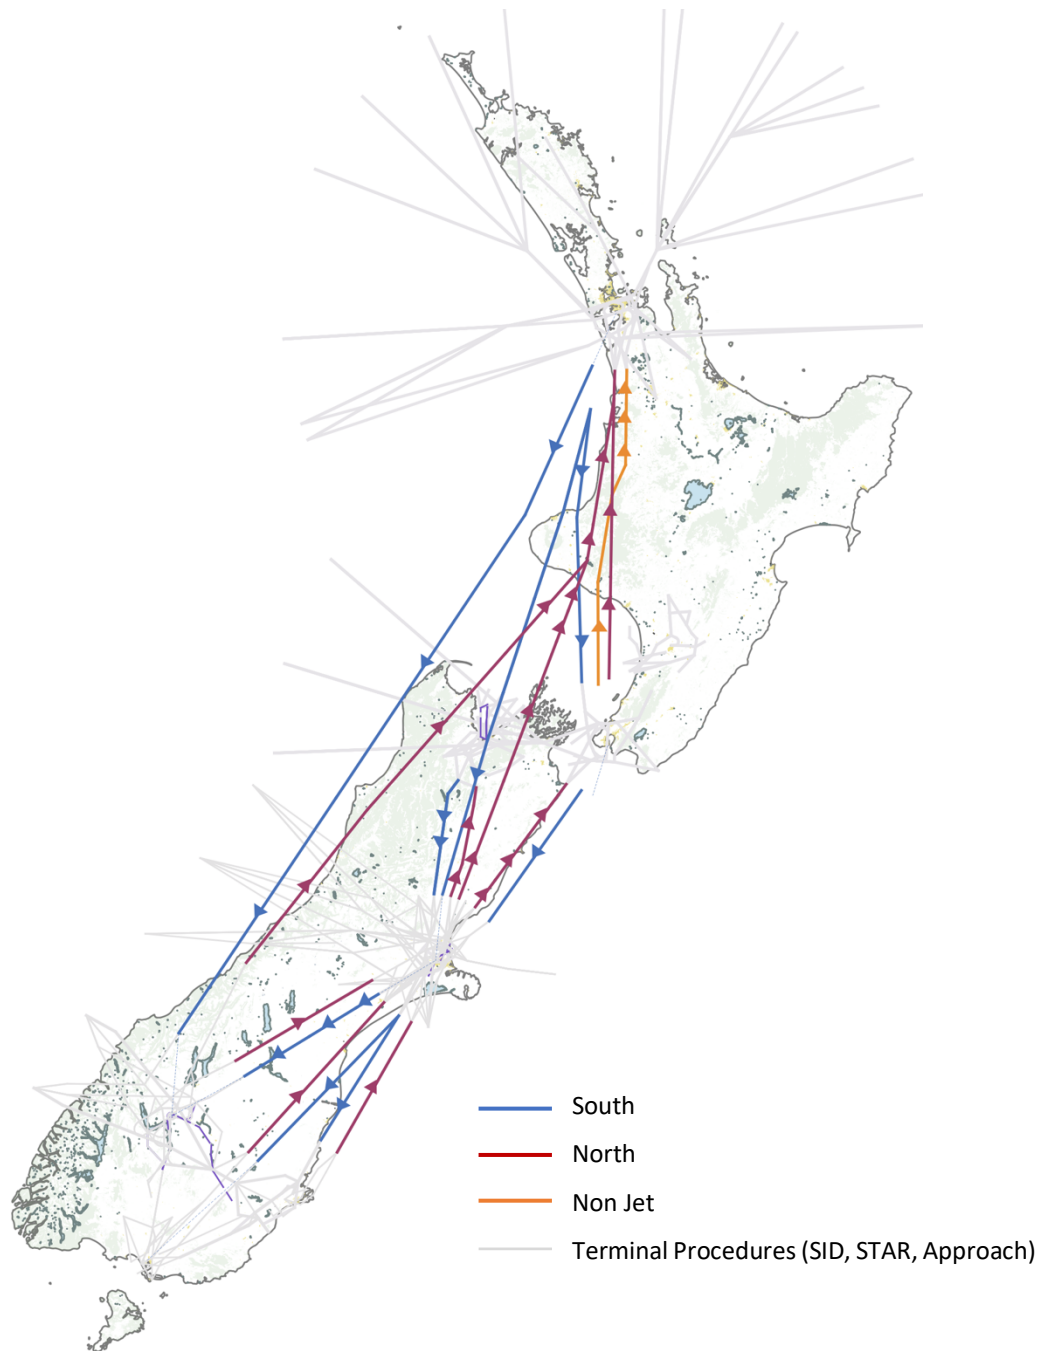 South
North
Non Jet
Terminal Procedures (SID, STAR, Approach)